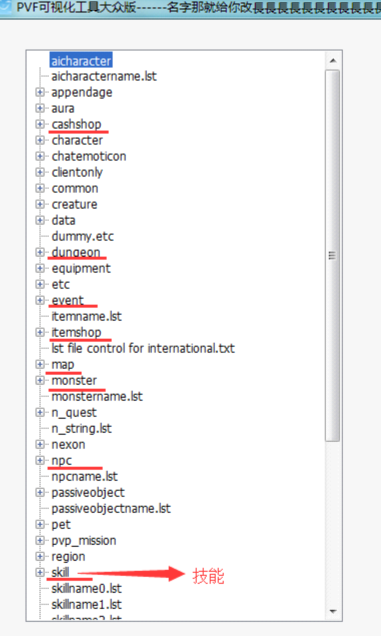 PVF可视化工具大众版------名字那就给你改長長長長長長長長長長長
aicharacter
aicharactername.lst
appendage
aura
cashshop
character
chatemoticon
clientonly
common
creature
data
dummy.etc
dungeon
equipment
etc
event
itemname.lst
itemshop
lst file control for international.txt
map
monster
monstername.lst
n_quest
n_string.lst
nexon
npc
npcname.lst
passiveobject
passiveobjectname.lst
pet
pvp_mission
region
skill 技能
skillname0.lst
skillname1.lst
skillname2.lst